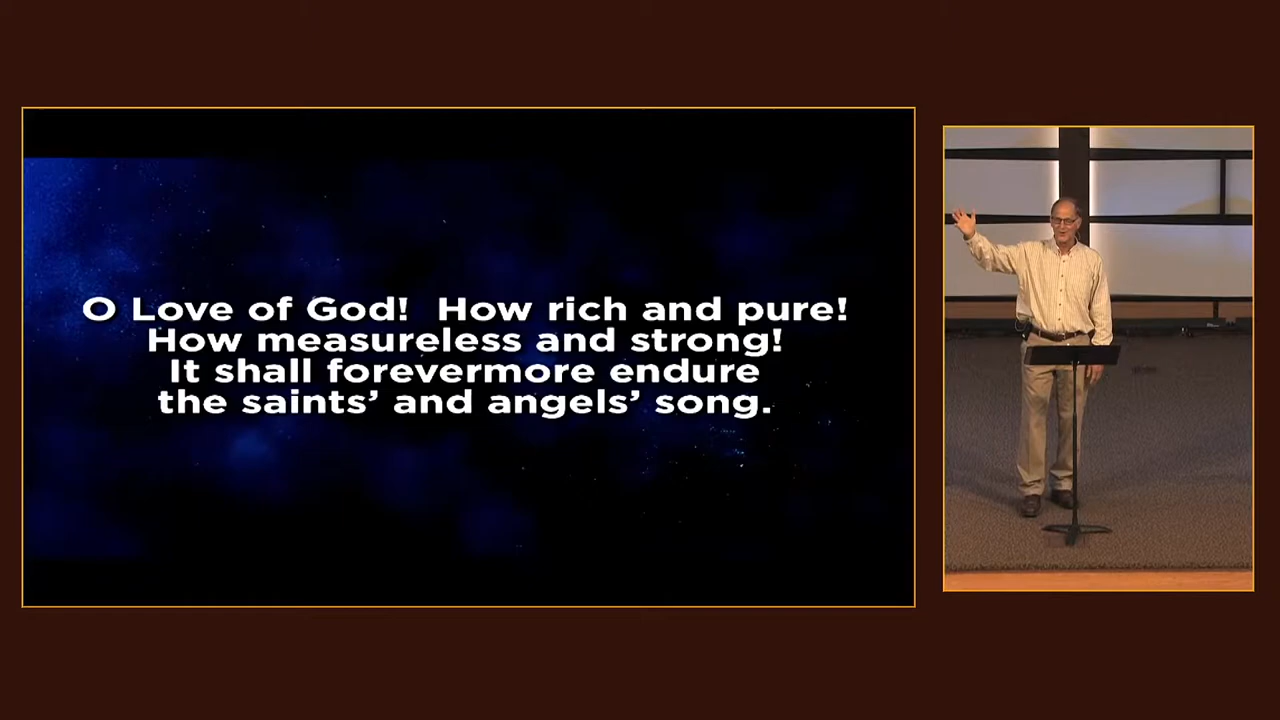 O Love of God!  How rich and pure!
How measureless and strong!
It shall forevermore endure
the saints’ and angels’ song.